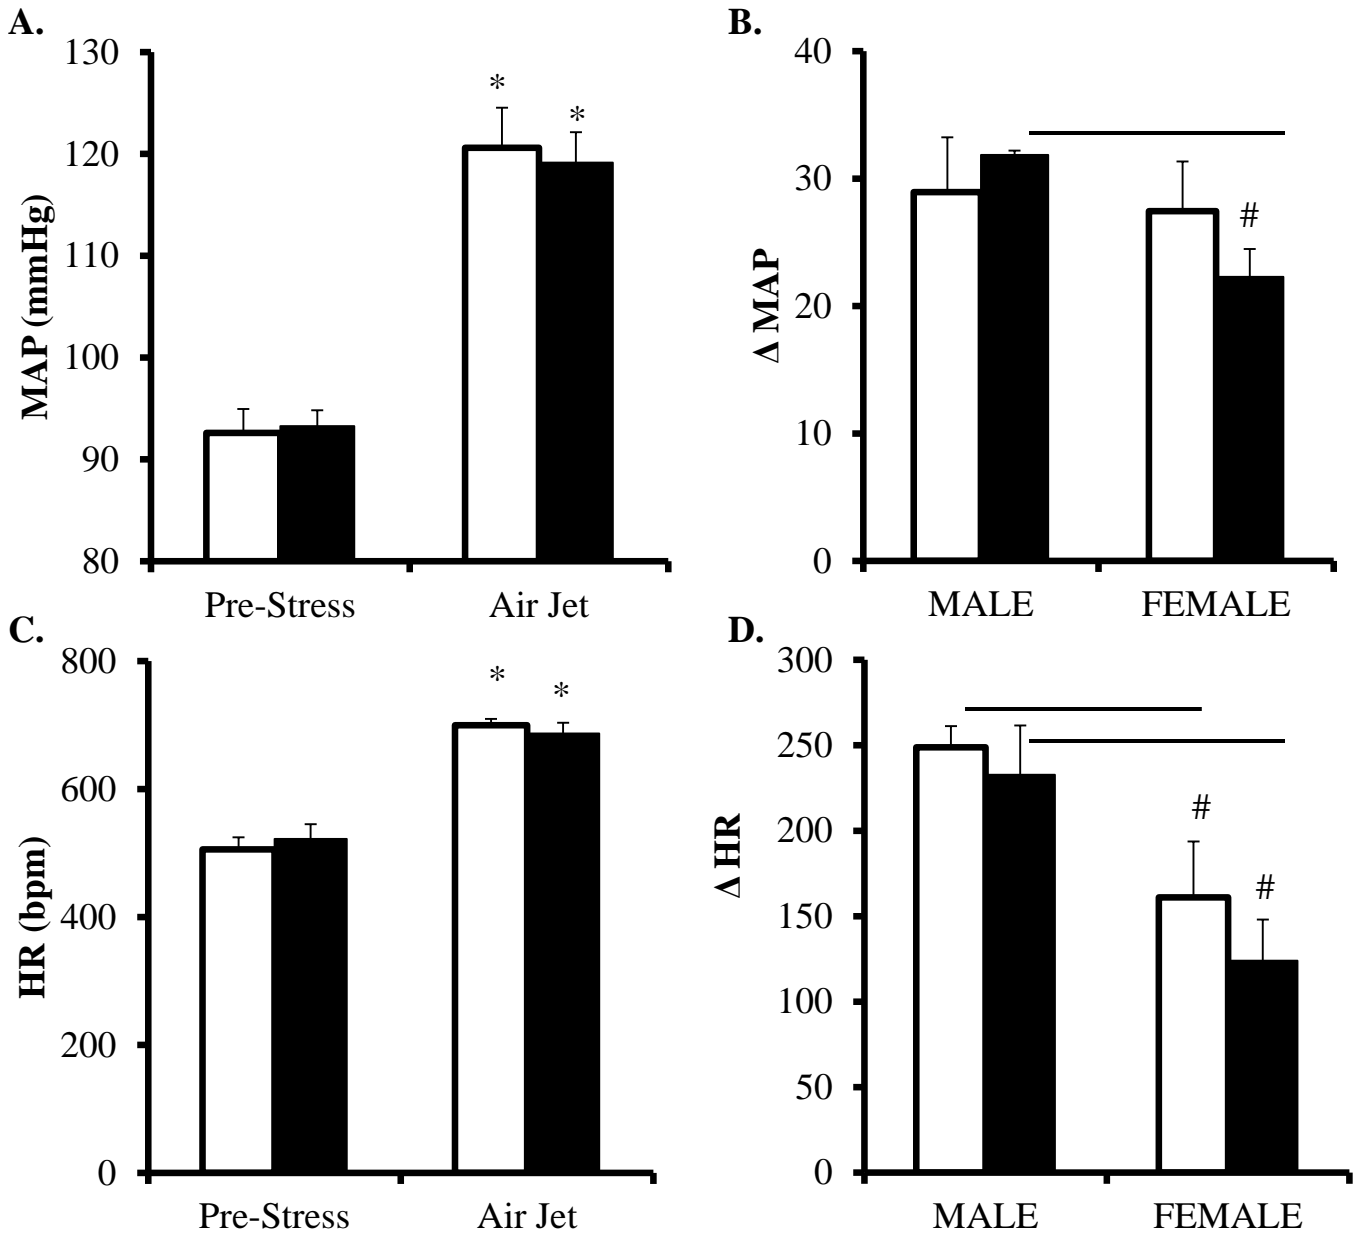 A.
MAP (mmHg)
130
120
110
100
90
80
* *
Pre-Stress Air Jet
B.
Δ MAP
40
30
20
10
0
#
MALE FEMALE
C.
HR (bpm)
800
600
400
200
0
* *
Pre-Stress Air Jet
D.
Δ HR
300
250
200
150
100
50
0
# #
MALE FEMALE